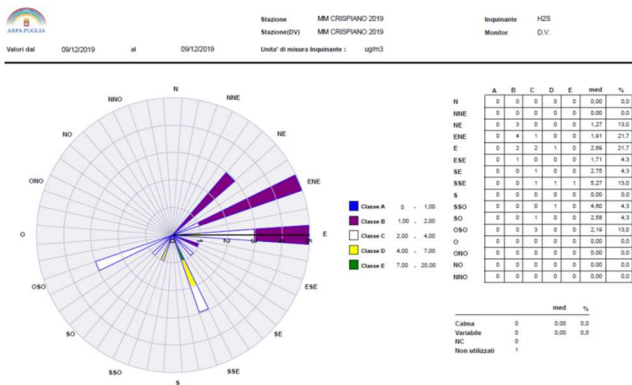 ARPA PUGLIA
Stazione MM CRISPIANO 2019 Inquinante H2S
Stazione(DV) MM CRISPIANO 2019 Monitor D.V.
Valori dal 09/12/2019 al 09/12/2019 Unita' di misura Inquinante : ug/m3
N
NNE
NE
ENE
E
ESE
SE
SSE
S
SSO
SO
OSO
O
ONO
NO
NNO
Classe A 0 - 1,00
Classe B 1,00 - 2,00
Classe C 2,00 - 4,00
Classe D 4,00 - 7,00
Classe E 7,00 - 20,00
A B C D E med %
N 0 0 0 0 0 0,00 0,0
NNE 0 0 0 0 0 0,00 0,0
NE 0 3 0 0 0 1,27 13,0
ENE 0 4 1 0 0 1,91 21,7
E 0 2 2 1 0 2,69 21,7
ESE 0 1 0 0 0 1,71 4,3
SE 0 0 1 0 0 2,75 4,3
SSE 0 0 1 1 1 5,27 13,0
S 0 0 0 0 0 0,00 0,0
SSO 0 0 0 1 0 4,60 4,3
SO 0 0 1 0 0 2,58 4,3
OSO 0 0 3 0 0 2,19 13,0
O 0 0 0 0 0 0,00 0,0
ONO 0 0 0 0 0 0,00 0,0
NO 0 0 0 0 0 0,00 0,0
NNO 0 0 0 0 0 0,00 0,0
med %
Calma 0 0,00 0,0
Variabile 0 0,00 0,0
NC 0
Non utilizzati 1